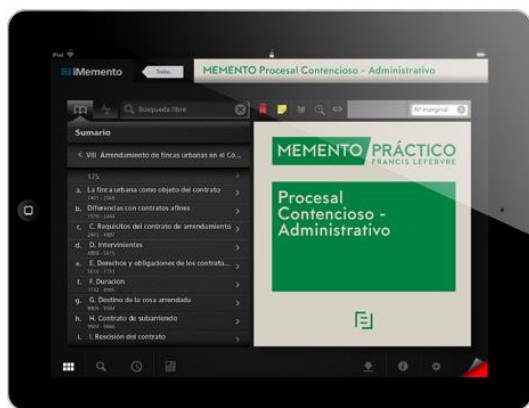 iPad
iMemento
Todos
MEMENTO Procesal Contencioso - Administrativo
Búsqueda libre
Nº marginal
Sumario
VIII Arrendamiento de fincas urbanas en el Có...
175
a. La finca urbana como objeto del contrato
b. Diferencias con contratos afines
c. C. Requisitos del contrato de arrendamiento
d. D. Intervinientes
e. E. Derechos y obligaciones de los contrata...
f. F. Duración
g. G. Destino de la cosa arrendada
h. H. Contrato de subarriendo
i. I. Rescisión del contrato
MEMENTO PRÁCTICO
FRANCIS LEFEBVRE
Procesal
Contencioso -
Administrativo